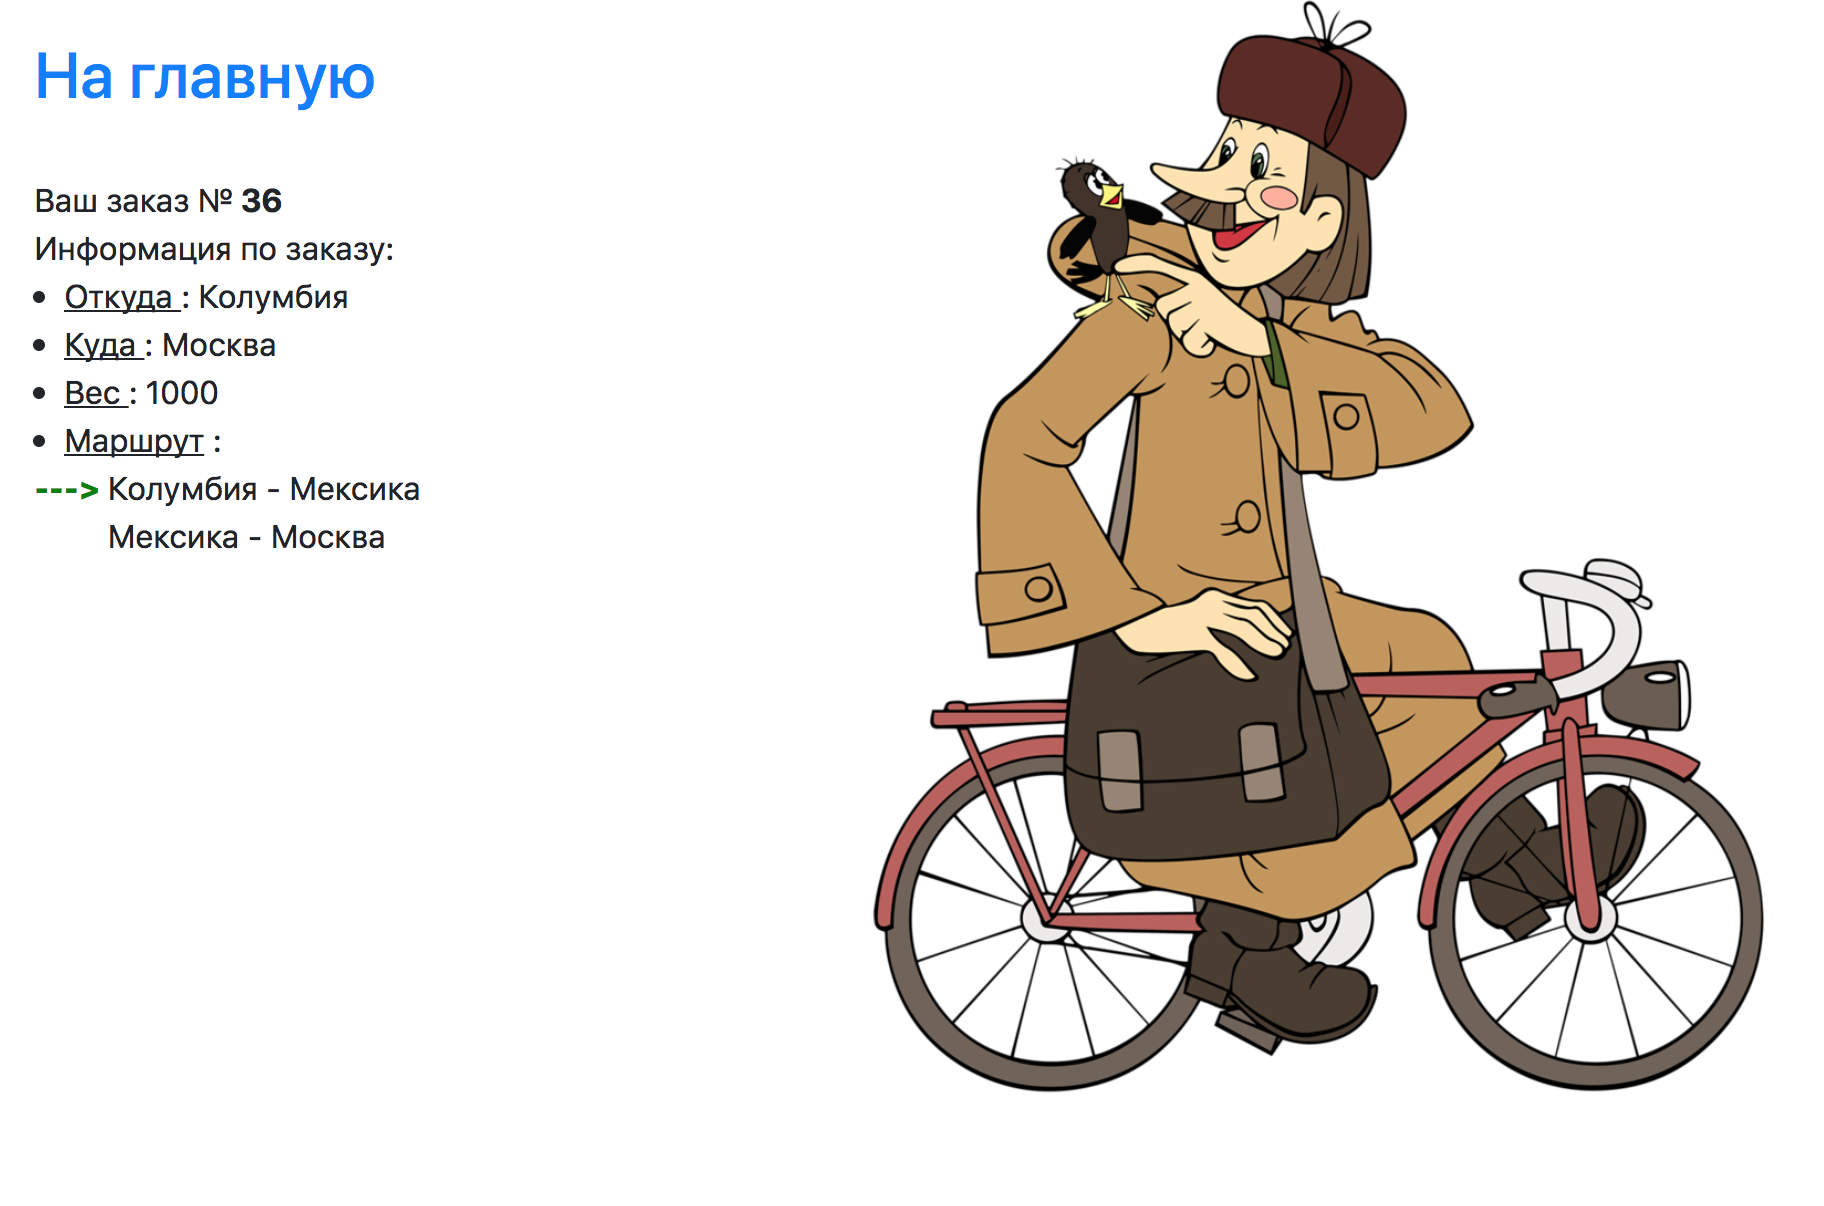 На главную
Ваш заказ № 36
Информация по заказу:
• Откуда : Колумбия
• Куда : Москва
• Вес : 1000
• Маршрут :
---> Колумбия - Мексика
Мексика - Москва